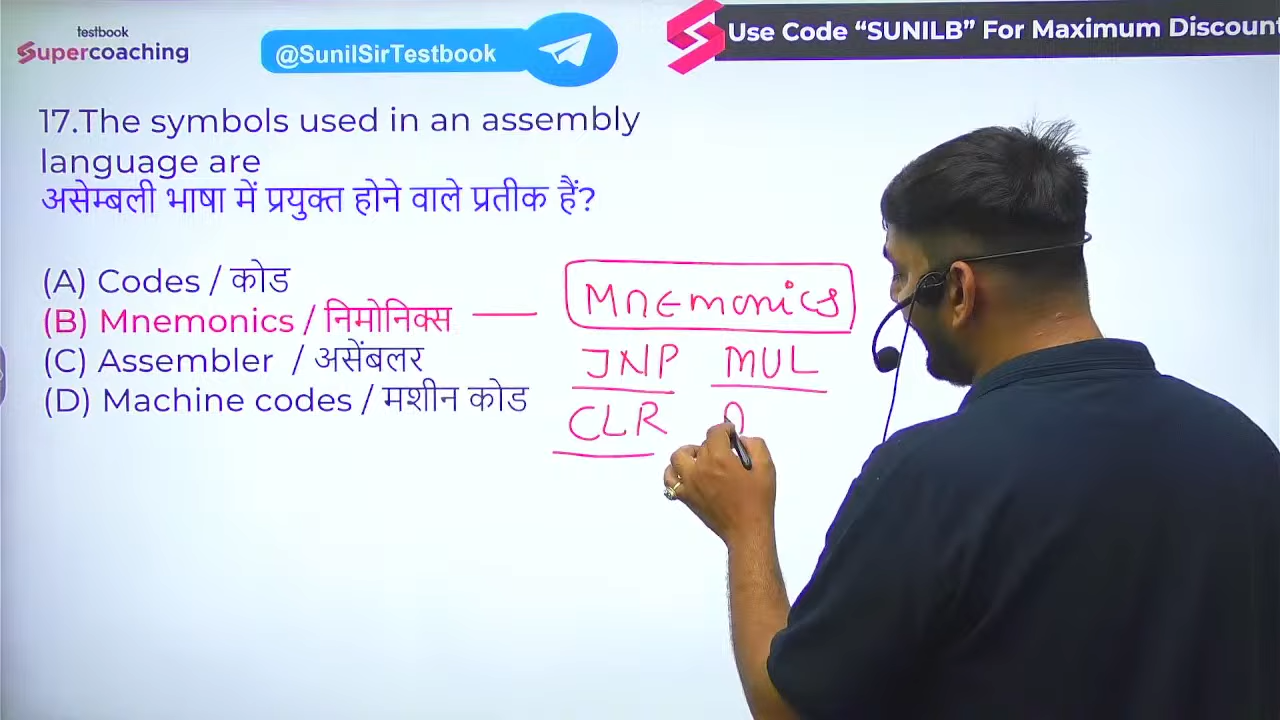 testbook
Supercoaching
@SunilSirTestbook
Use Code “SUNILB” For Maximum Discount
17.The symbols used in an assembly
language are
असेम्बली भाषा में प्रयुक्त होने वाले प्रतीक हैं?
(A) Codes / कोड
(B) Mnemonics / निमोनिक्स
(C) Assembler / असेंबलर
(D) Machine codes / मशीन कोड
Mnemonics
JNP MUL
CLR